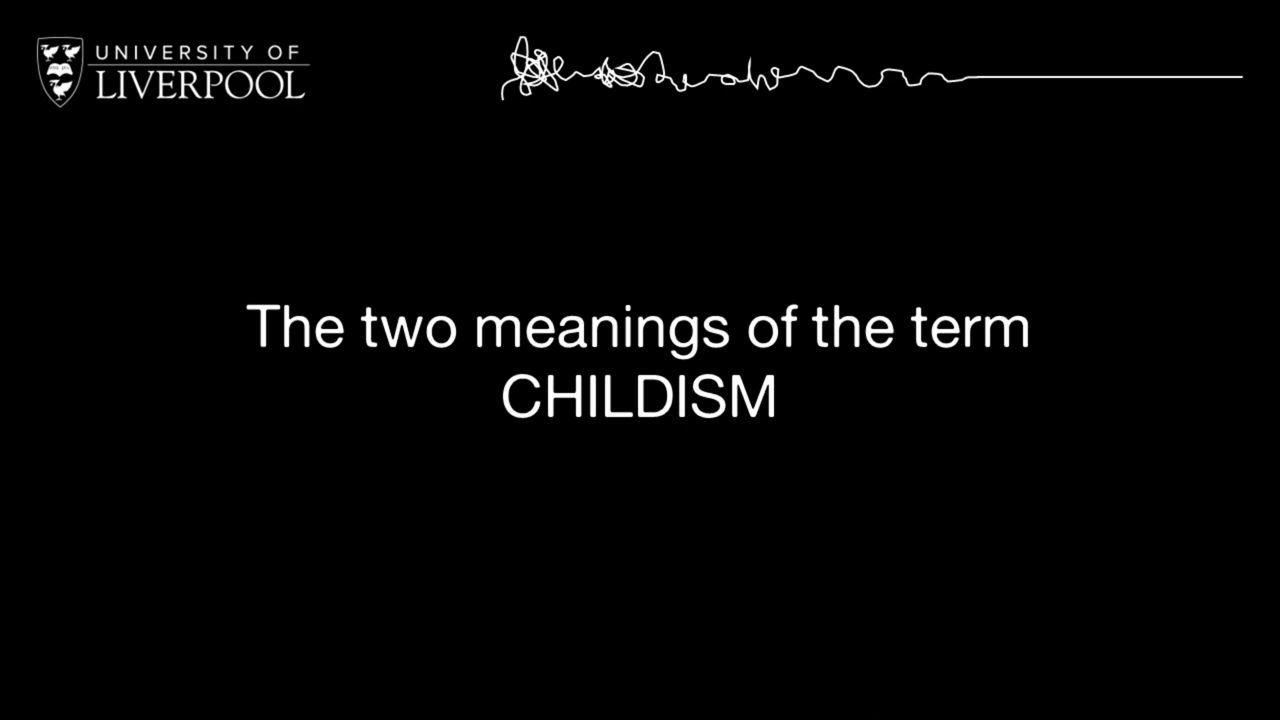 UNIVERSITY OF
LIVERPOOL
The two meanings of the term
CHILDISM